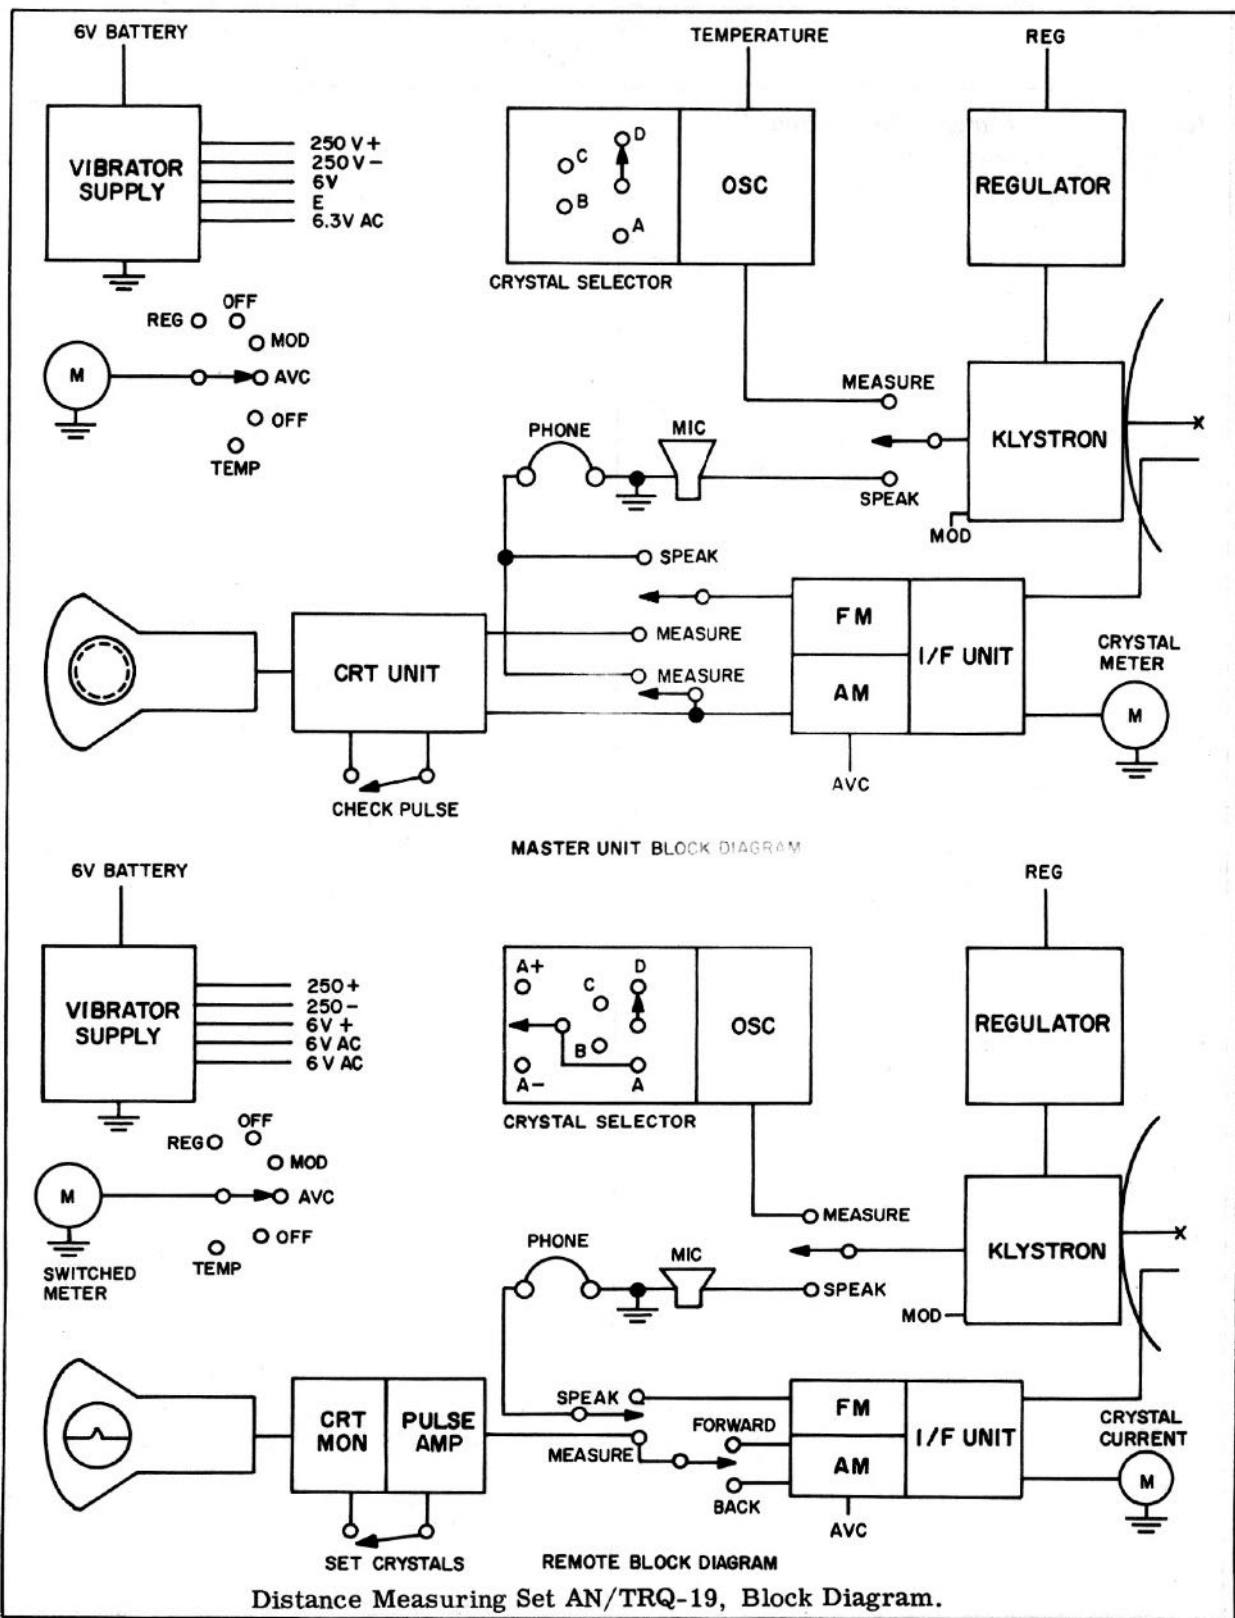 6V BATTERY
TEMPERATURE
REG
VIBRATOR
SUPPLY
250 V+
250 V-
6V
E
6.3V AC
D
C
B
A
OSC
CRYSTAL SELECTOR
REGULATOR
REG
OFF
MOD
AVC
OFF
TEMP
M
MEASURE
PHONE
MIC
SPEAK
KLYSTRON
MOD
SPEAK
MEASURE
MEASURE
CRT UNIT
FM
AM
I/F UNIT
CRYSTAL
METER
M
AVC
CHECK PULSE
MASTER UNIT BLOCK DIAGRAM
6V BATTERY
REG
VIBRATOR
SUPPLY
250+
250-
6V+
6V AC
6V AC
A+
D
C
B
A-
A
OSC
CRYSTAL SELECTOR
REGULATOR
REG
OFF
MOD
AVC
OFF
TEMP
M
SWITCHED
METER
MEASURE
PHONE
MIC
SPEAK
KLYSTRON
MOD
CRT
MON
PULSE
AMP
SPEAK
MEASURE
FORWARD
BACK
FM
AM
I/F UNIT
CRYSTAL
CURRENT
M
AVC
SET CRYSTALS
REMOTE BLOCK DIAGRAM
Distance Measuring Set AN/TRQ-19, Block Diagram.